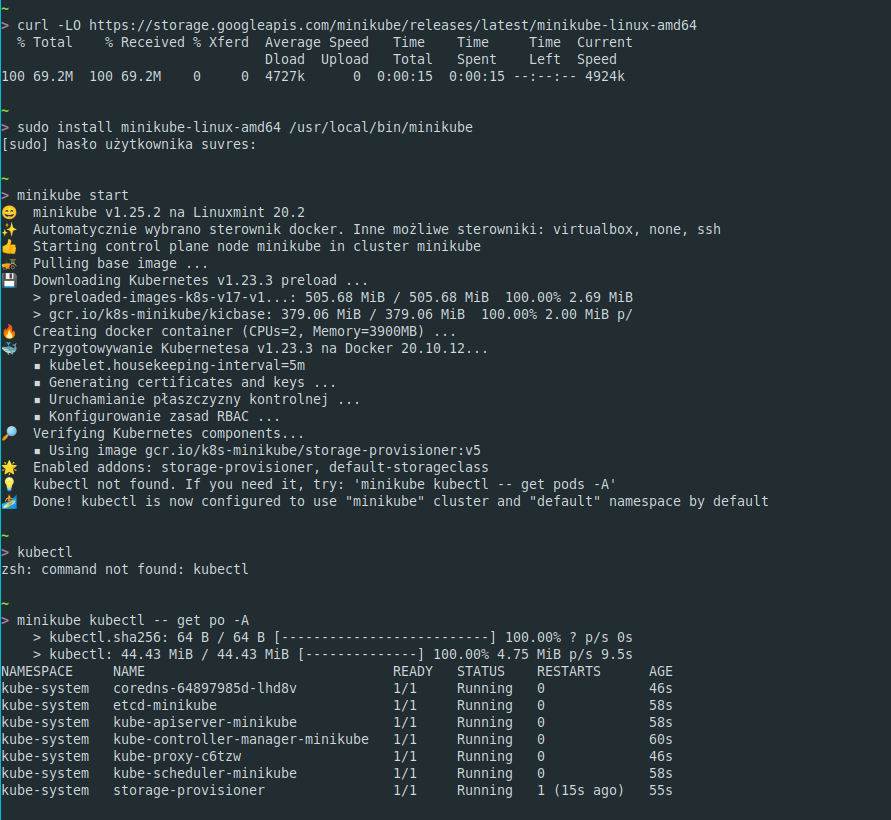 ~
> curl -LO https://storage.googleapis.com/minikube/releases/latest/minikube-linux-amd64
  % Total    % Received % Xferd  Average Speed   Time    Time     Time  Current
                                 Dload  Upload   Total   Spent    Left  Speed
100 69.2M  100 69.2M    0     0  4727k      0  0:00:15  0:00:15 --:--:-- 4924k
~
> sudo install minikube-linux-amd64 /usr/local/bin/minikube
[sudo] hasło użytkownika suvres:
~
> minikube start
😄  minikube v1.25.2 na Linuxmint 20.2
✨  Automatycznie wybrano sterownik docker. Inne możliwe sterowniki: virtualbox, none, ssh
👍  Starting control plane node minikube in cluster minikube
🚜  Pulling base image ...
💾  Downloading Kubernetes v1.23.3 preload ...
    > preloaded-images-k8s-v17-v1...: 505.68 MiB / 505.68 MiB  100.00% 2.69 MiB
    > gcr.io/k8s-minikube/kicbase: 379.06 MiB / 379.06 MiB  100.00% 2.00 MiB p/
🔥  Creating docker container (CPUs=2, Memory=3900MB) ...
🐳  Przygotowywanie Kubernetesa v1.23.3 na Docker 20.10.12...
    ▪ kubelet.housekeeping-interval=5m
    ▪ Generating certificates and keys ...
    ▪ Uruchamianie płaszczyzny kontrolnej ...
    ▪ Konfigurowanie zasad RBAC ...
🔎  Verifying Kubernetes components...
    ▪ Using image gcr.io/k8s-minikube/storage-provisioner:v5
🌟  Enabled addons: storage-provisioner, default-storageclass
💡  kubectl not found. If you need it, try: 'minikube kubectl -- get pods -A'
🏄  Done! kubectl is now configured to use "minikube" cluster and "default" namespace by default
~
> kubectl
zsh: command not found: kubectl
~
> minikube kubectl -- get po -A
    > kubectl.sha256: 64 B / 64 B [--------------------------] 100.00% ? p/s 0s
    > kubectl: 44.43 MiB / 44.43 MiB [--------------] 100.00% 4.75 MiB p/s 9.5s
NAMESPACE     NAME                               READY   STATUS    RESTARTS      AGE
kube-system   coredns-64897985d-lhd8v            1/1     Running   0             46s
kube-system   etcd-minikube                      1/1     Running   0             58s
kube-system   kube-apiserver-minikube            1/1     Running   0             58s
kube-system   kube-controller-manager-minikube   1/1     Running   0             60s
kube-system   kube-proxy-c6tzw                   1/1     Running   0             46s
kube-system   kube-scheduler-minikube            1/1     Running   0             58s
kube-system   storage-provisioner                1/1     Running   1 (15s ago)   55s